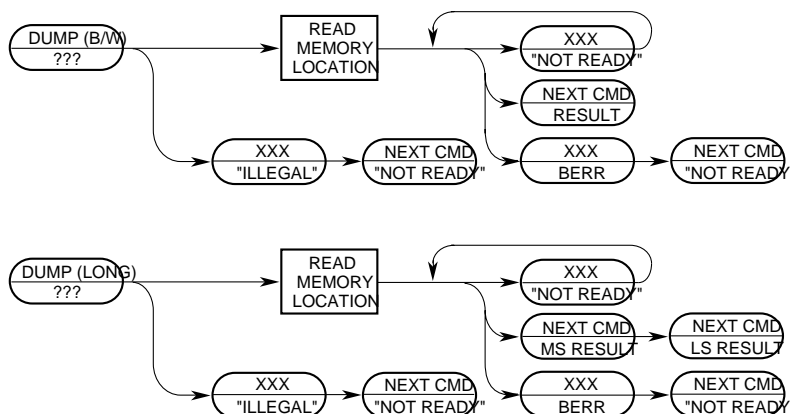 DUMP (B/W)
???
READ
MEMORY
LOCATION
XXX
"NOT READY"
NEXT CMD
RESULT
XXX
"ILLEGAL"
NEXT CMD
"NOT READY"
XXX
BERR
NEXT CMD
"NOT READY
DUMP (LONG)
???
READ
MEMORY
LOCATION
XXX
"NOT READY"
NEXT CMD
MS RESULT
NEXT CMD
LS RESULT
XXX
"ILLEGAL"
NEXT CMD
"NOT READY"
XXX
BERR
NEXT CMD
"NOT READY